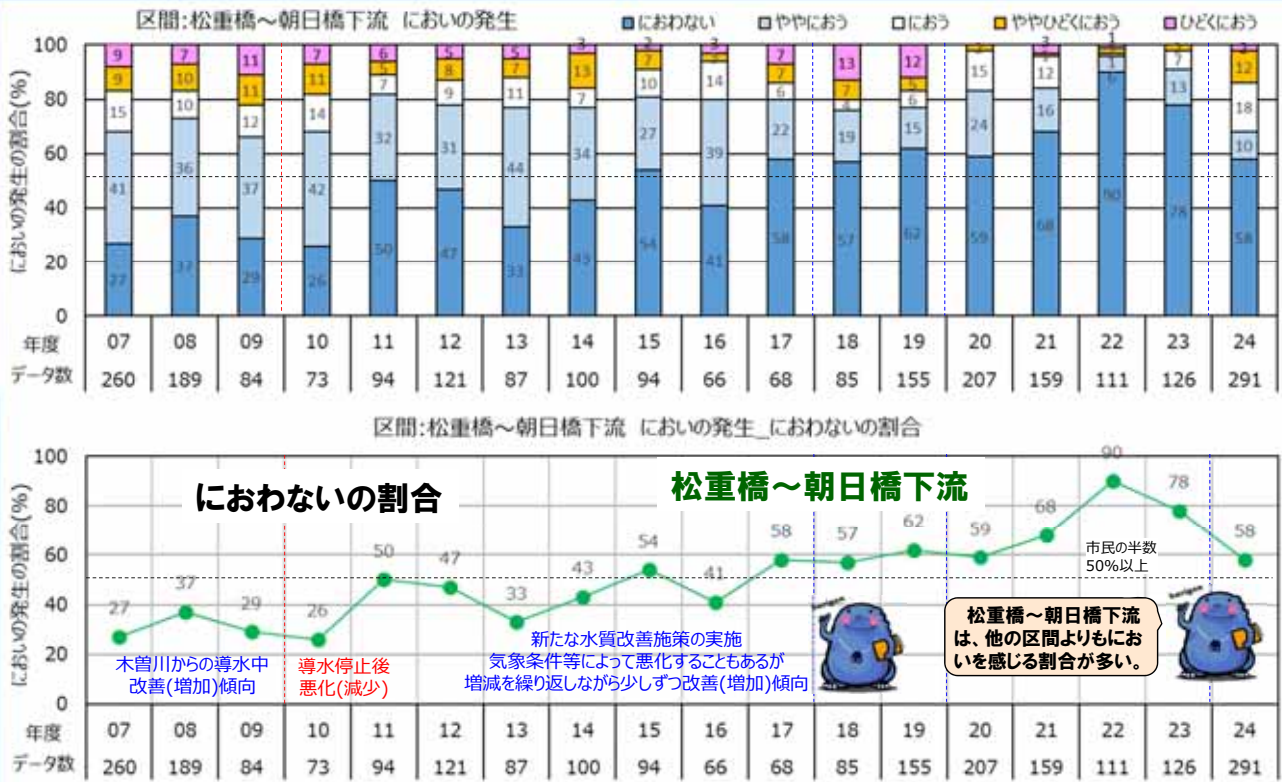 区間:松重橋～朝日橋下流 においの発生
におわない ややにおう におう ややひどくにおう ひどくにおう
においの発生の割合(%)
100
80
60
40
20
0
9 7 11 7 6 5 5 3 2 3 7 13 12 3 1
9 10 11 11 5 8 7 13 7 3 7 7 5 12
15 10 12 14 7 9 11 7 10 14 6 4 6 15 12 1 7 18
41 36 37 42 32 31 44 34 27 39 22 19 15 24 16 6 13 10
27 37 29 26 50 47 33 43 54 41 58 57 62 59 68 90 78 58
年度 07 08 09 10 11 12 13 14 15 16 17 18 19 20 21 22 23 24
データ数 260 189 84 73 94 121 87 100 94 66 68 85 155 207 159 111 126 291
区間:松重橋～朝日橋下流 においの発生_におわないの割合
においの発生の割合(%)
100
80
60
40
20
0
におわないの割合
松重橋～朝日橋下流
27 37 29 26 50 47 33 43 54 41 58 57 62 59 68 90 78 58
市民の半数
50%以上
木曽川からの導水中
改善(増加)傾向
導水停止後
悪化(減少)
新たな水質改善施策の実施
気象条件等によって悪化することもあるが
増減を繰り返しながら少しずつ改善(増加)傾向
松重橋～朝日橋下流
は、他の区間よりもにお
いを感じる割合が多い。
年度 07 08 09 10 11 12 13 14 15 16 17 18 19 20 21 22 23 24
データ数 260 189 84 73 94 121 87 100 94 66 68 85 155 207 159 111 126 291